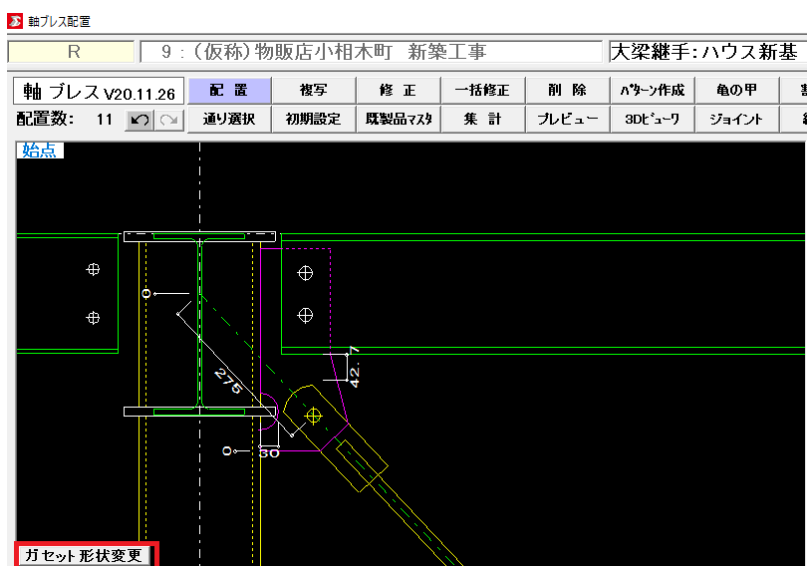 軸ブレス配置
R 9 : (仮称)物販店小相木町 新築工事 大梁継手:ハウス新基
軸 ブレス V20.11.26 配 置 複写 修 正 一括修正 削 除 ﾊﾟﾀｰﾝ作成 亀の甲
配置数: 11 通り選択 初期設定 既製品ﾏｽﾀ 集 計 プレビュー 3Dﾋﾞｭｰﾜ ジョイント
始点
0
42.7
275
0 30
ガセット形状変更